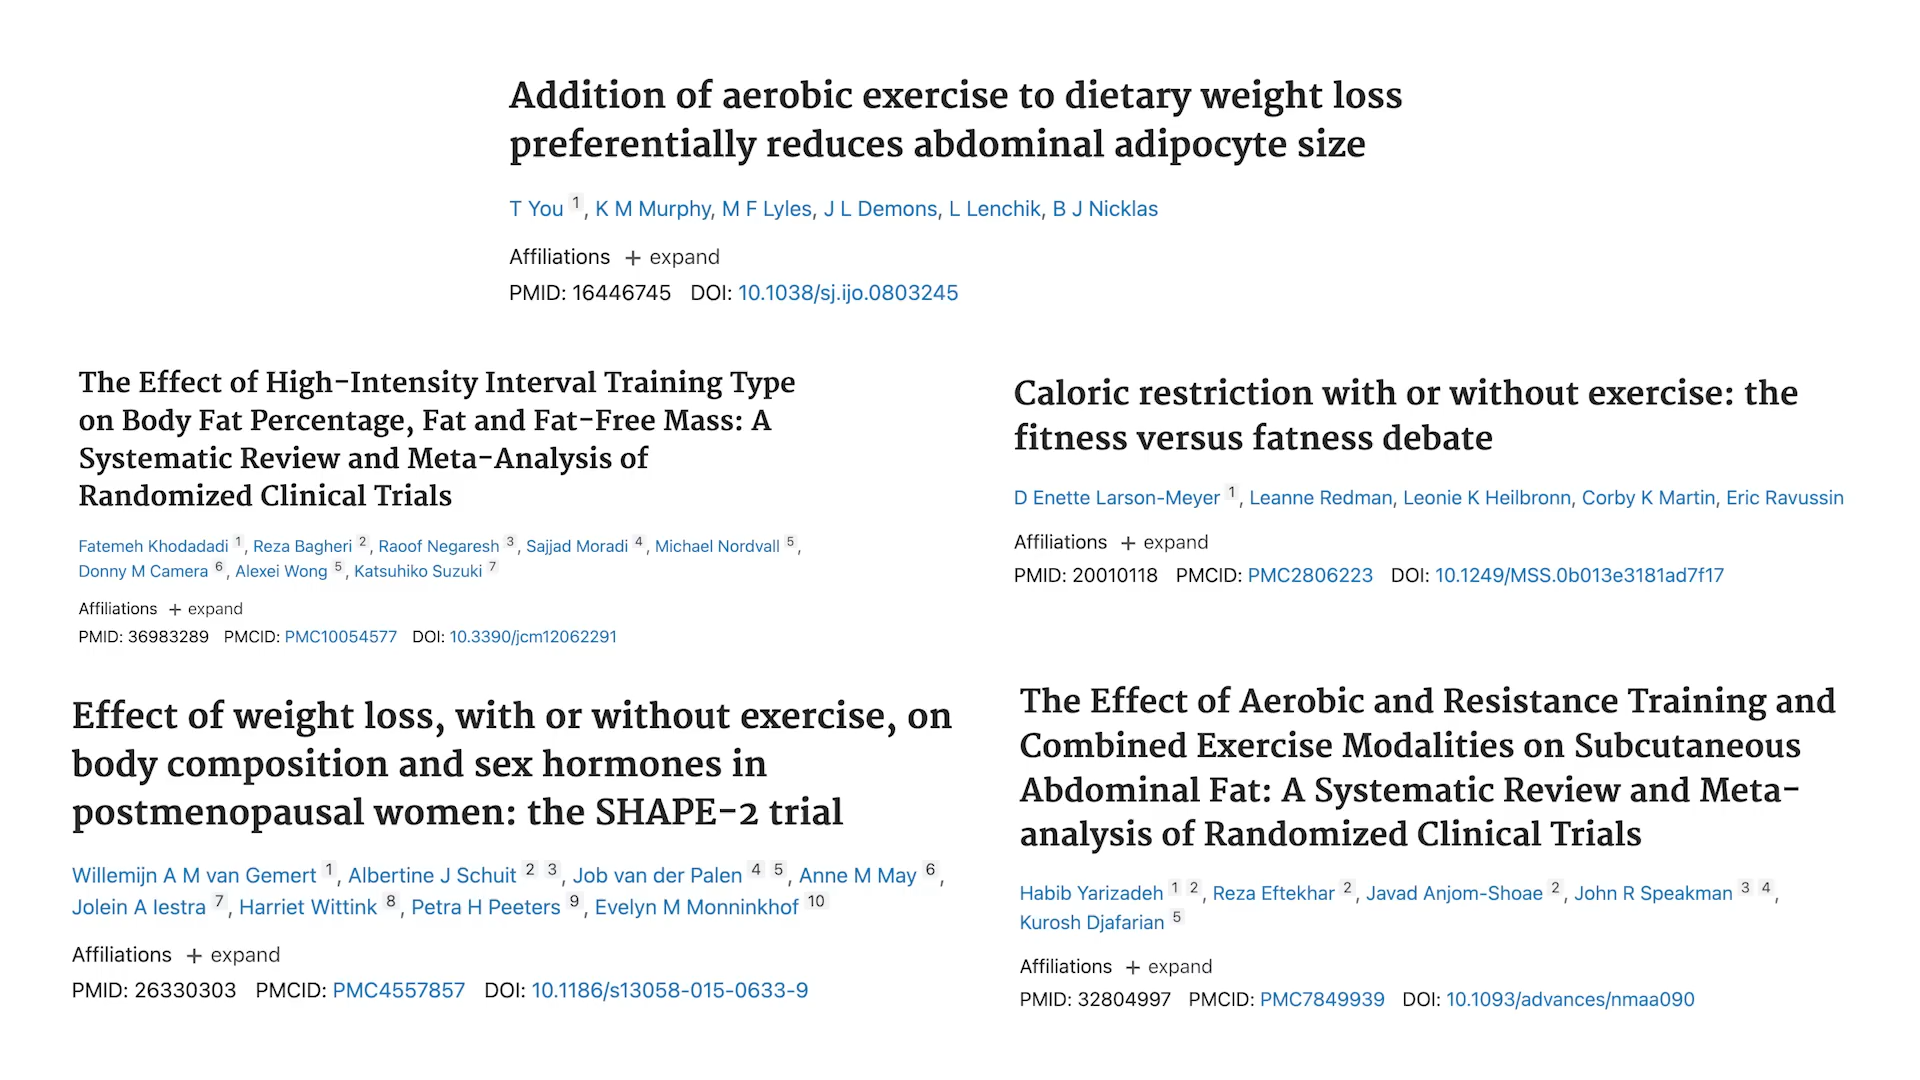 Addition of aerobic exercise to dietary weight loss
preferentially reduces abdominal adipocyte size
T You 1, K M Murphy, M F Lyles, J L Demons, L Lenchik, B J Nicklas
Affiliations + expand
PMID: 16446745 DOI: 10.1038/sj.ijo.0803245
The Effect of High-Intensity Interval Training Type
on Body Fat Percentage, Fat and Fat-Free Mass: A
Systematic Review and Meta-Analysis of
Randomized Clinical Trials
Fatemeh Khodadadi 1, Reza Bagheri 2, Raoof Negaresh 3, Sajjad Moradi 4, Michael Nordvall 5,
Donny M Camera 6, Alexei Wong 5, Katsuhiko Suzuki 7
Affiliations + expand
PMID: 36983289 PMCID: PMC10054577 DOI: 10.3390/jcm12062291
Caloric restriction with or without exercise: the
fitness versus fatness debate
D Enette Larson-Meyer 1, Leanne Redman, Leonie K Heilbronn, Corby K Martin, Eric Ravussin
Affiliations + expand
PMID: 20010118 PMCID: PMC2806223 DOI: 10.1249/MSS.0b013e3181ad7f17
Effect of weight loss, with or without exercise, on
body composition and sex hormones in
postmenopausal women: the SHAPE-2 trial
Willemijn A M van Gemert 1, Albertine J Schuit 2 3, Job van der Palen 4 5, Anne M May 6,
Jolein A Iestra 7, Harriet Wittink 8, Petra H Peeters 9, Evelyn M Monninkhof 10
Affiliations + expand
PMID: 26330303 PMCID: PMC4557857 DOI: 10.1186/s13058-015-0633-9
The Effect of Aerobic and Resistance Training and
Combined Exercise Modalities on Subcutaneous
Abdominal Fat: A Systematic Review and Meta-
analysis of Randomized Clinical Trials
Habib Yarizadeh 1 2, Reza Eftekhar 2, Javad Anjom-Shoae 2, John R Speakman 3 4,
Kurosh Djafarian 5
Affiliations + expand
PMID: 32804997 PMCID: PMC7849939 DOI: 10.1093/advances/nmaa090